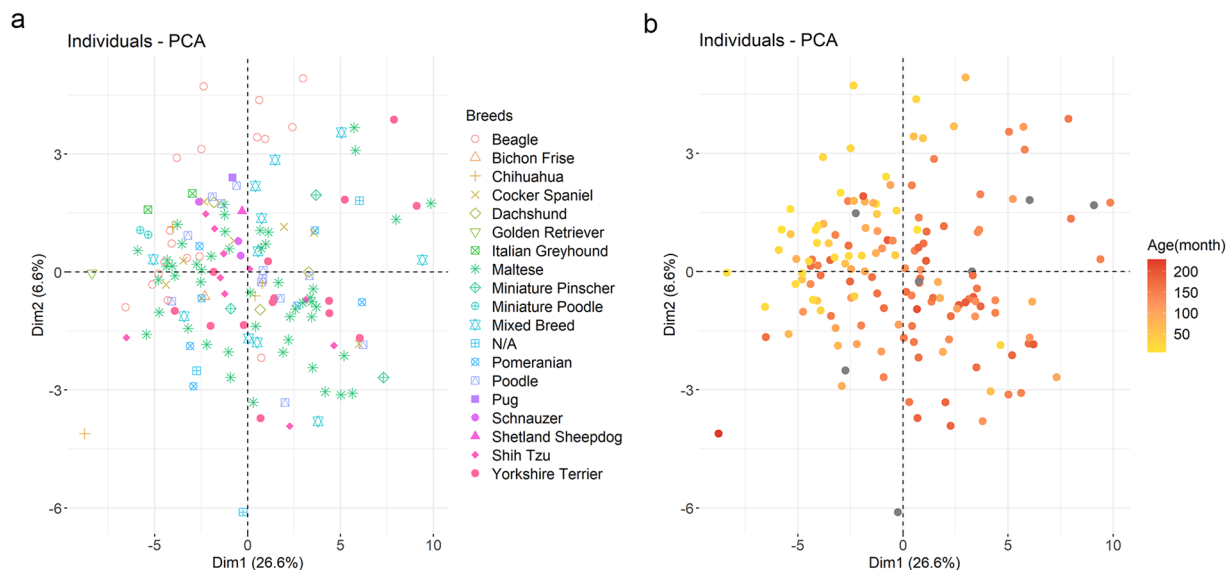 a
Individuals - PCA
3
0
-3
-6
Dim2 (6.6%)
-5
0
5
10
Dim1 (26.6%)
Breeds
Beagle
Bichon Frise
Chihuahua
Cocker Spaniel
Dachshund
Golden Retriever
Italian Greyhound
Maltese
Miniature Pinscher
Miniature Poodle
Mixed Breed
N/A
Pomeranian
Poodle
Pug
Schnauzer
Shetland Sheepdog
Shih Tzu
Yorkshire Terrier
b
Individuals - PCA
3
0
-3
-6
Dim2 (6.6%)
-5
0
5
10
Dim1 (26.6%)
Age(month)
200
150
100
50